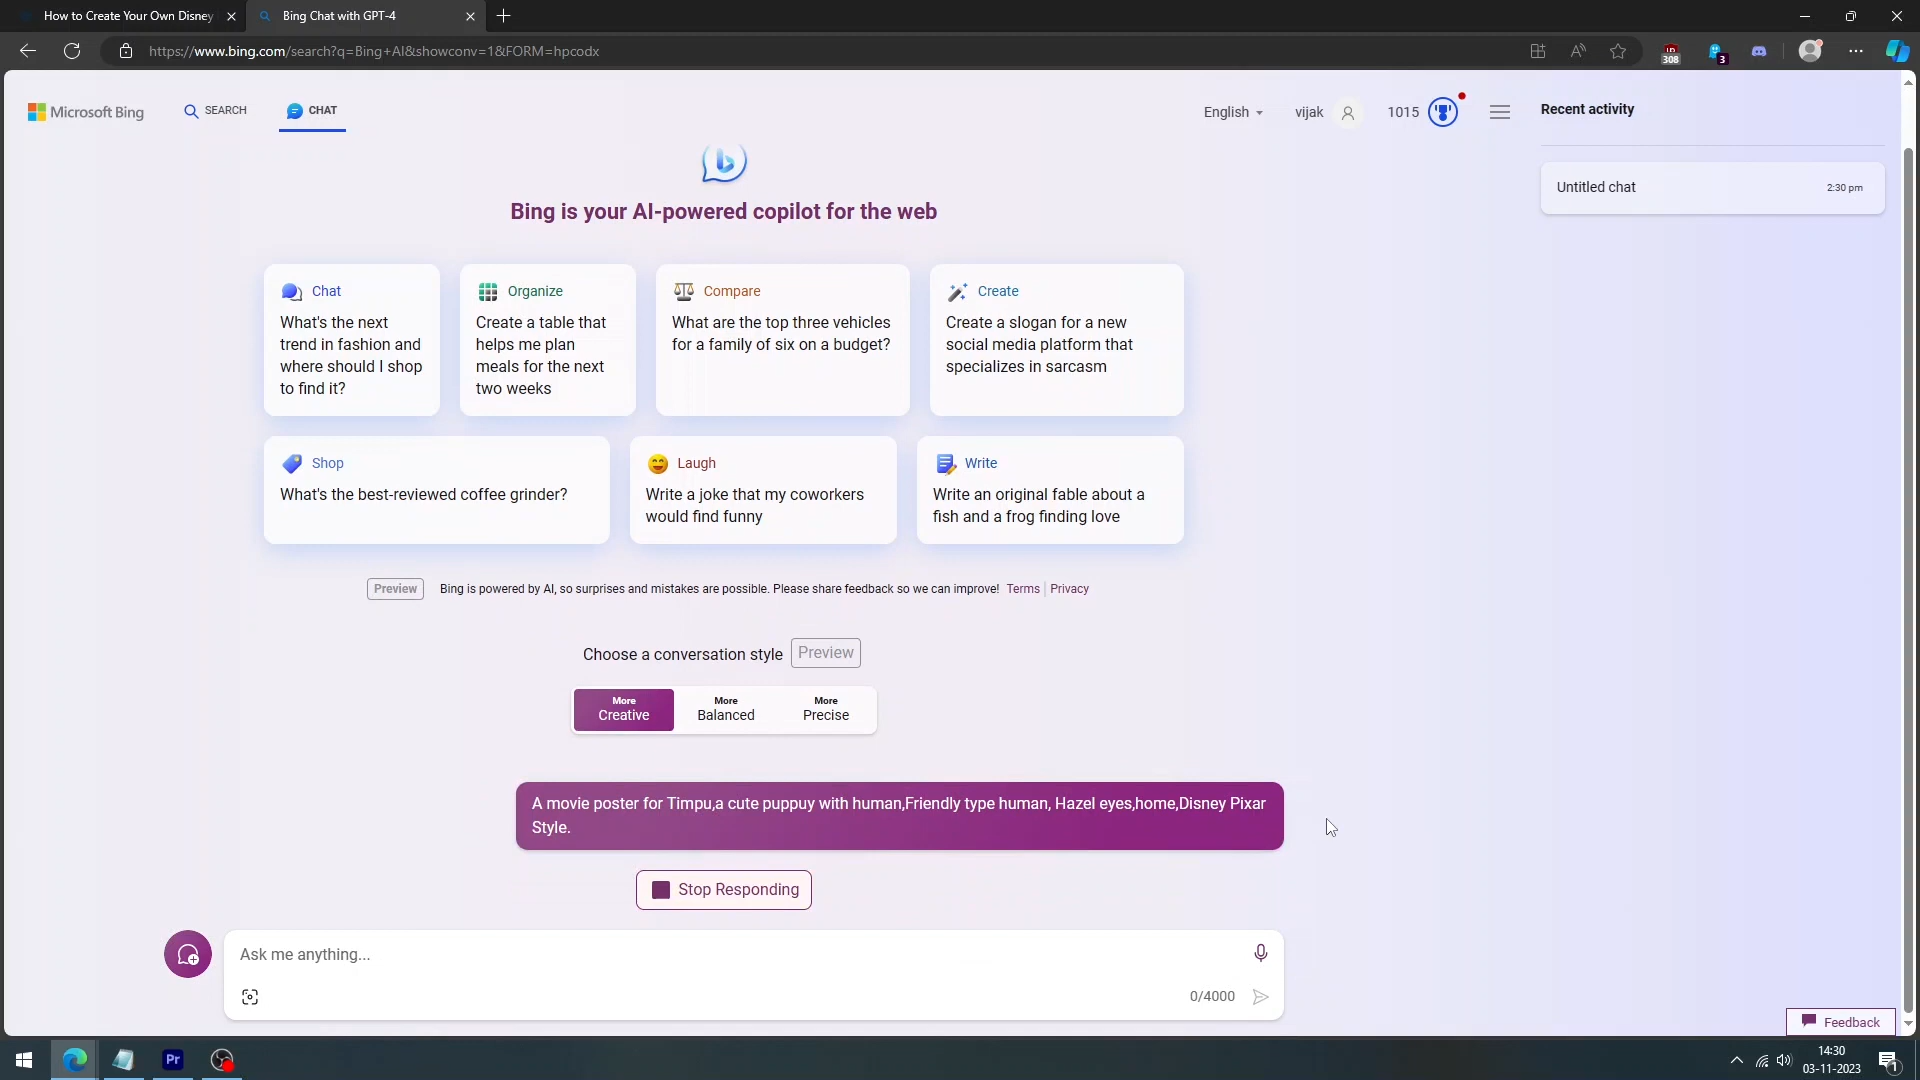 How to Create Your Own Disney
Bing Chat with GPT-4
https://www.bing.com/search?q=Bing+AI&showconv=1&FORM=hpcodx
308
3
Microsoft Bing
SEARCH
CHAT
English
vijak
1015
Recent activity
Untitled chat
2:30 pm
Bing is your AI-powered copilot for the web
Chat
What's the next
trend in fashion and
where should I shop
to find it?
Organize
Create a table that
helps me plan
meals for the next
two weeks
Compare
What are the top three vehicles
for a family of six on a budget?
Create
Create a slogan for a new
social media platform that
specializes in sarcasm
Shop
What's the best-reviewed coffee grinder?
Laugh
Write a joke that my coworkers
would find funny
Write
Write an original fable about a
fish and a frog finding love
Preview
Bing is powered by AI, so surprises and mistakes are possible. Please share feedback so we can improve! Terms | Privacy
Choose a conversation style Preview
More
Creative
More
Balanced
More
Precise
A movie poster for Timpu,a cute puppuy with human,Friendly type human, Hazel eyes,home,Disney Pixar
Style.
Stop Responding
Ask me anything...
0/4000
Feedback
Pr
14:30
03-11-2023
1